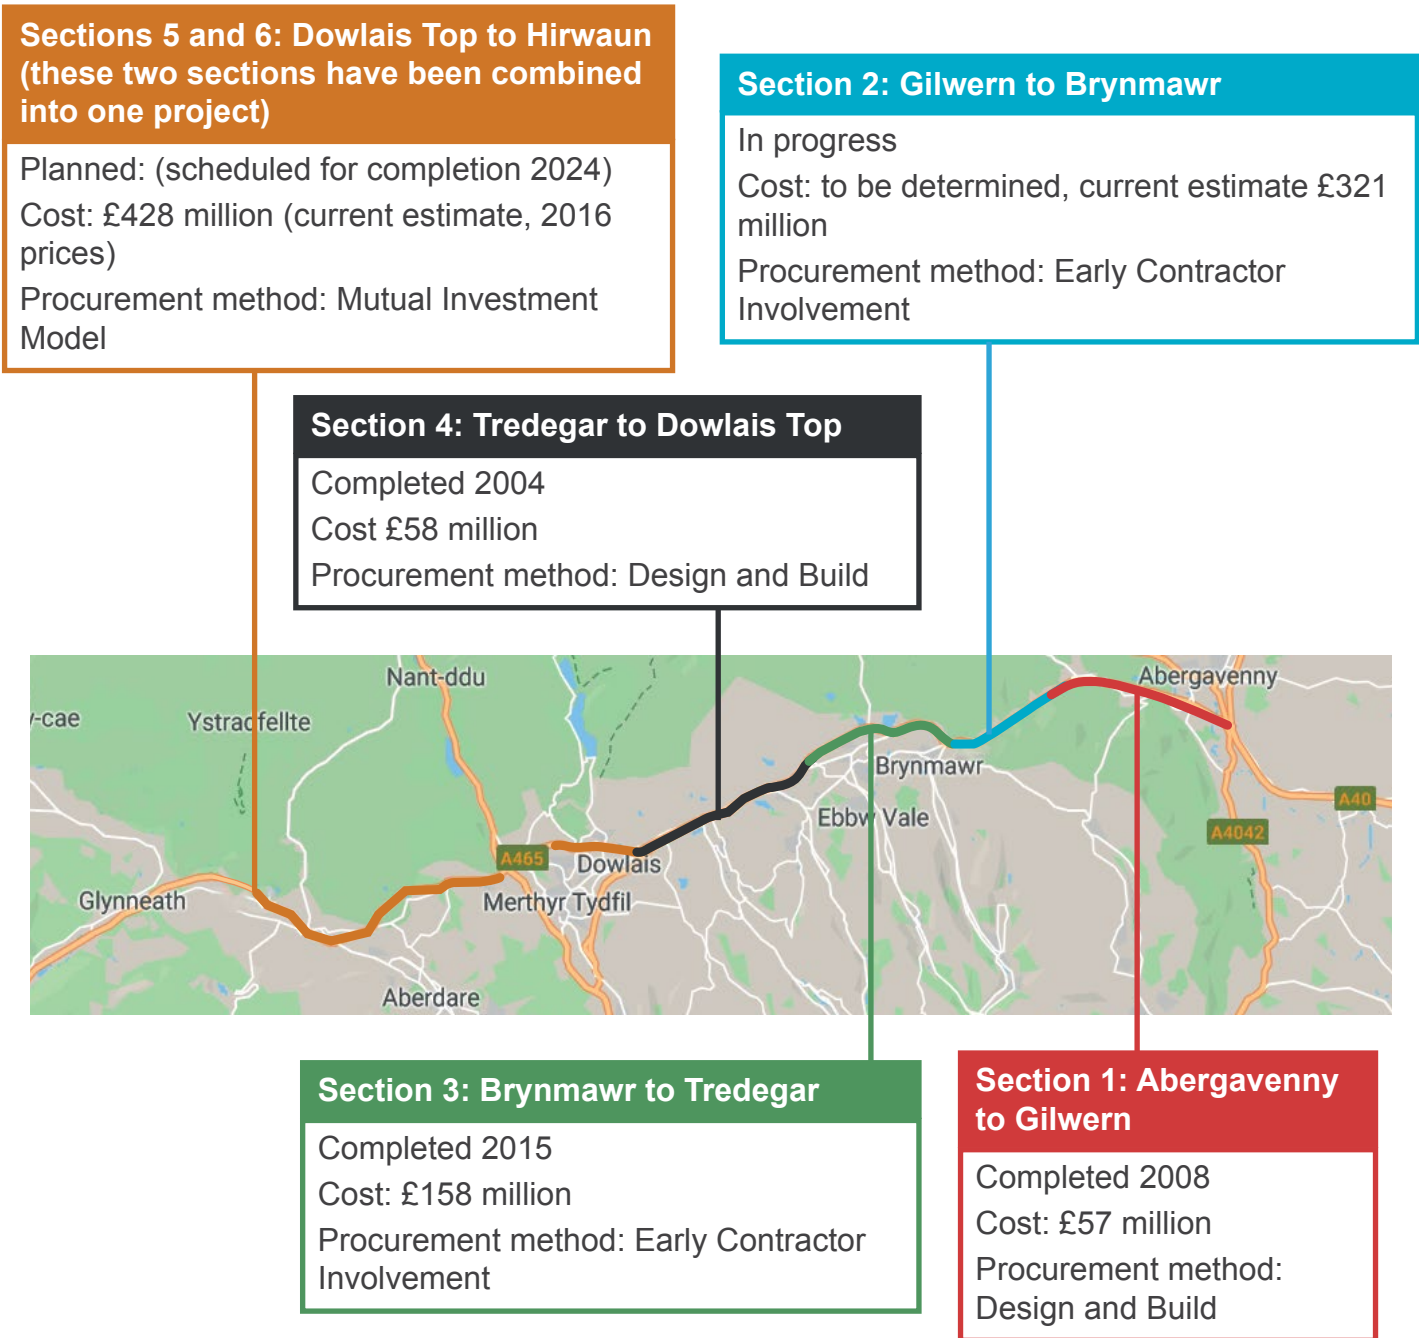 Sections 5 and 6: Dowlais Top to Hirwaun
(these two sections have been combined
into one project)
Planned: (scheduled for completion 2024)
Cost: £428 million (current estimate, 2016
prices)
Procurement method: Mutual Investment
Model
Section 2: Gilwern to Brynmawr
In progress
Cost: to be determined, current estimate £321
million
Procurement method: Early Contractor
Involvement
Section 4: Tredegar to Dowlais Top
Completed 2004
Cost £58 million
Procurement method: Design and Build
Nant-ddu
Abergavenny
y-cae
Ystradfellte
Brynmawr
A40
Ebbw Vale
A4042
A465
Dowlais
Glynneath
Merthyr Tydfil
Aberdare
Section 3: Brynmawr to Tredegar
Completed 2015
Cost: £158 million
Procurement method: Early Contractor
Involvement
Section 1: Abergavenny
to Gilwern
Completed 2008
Cost: £57 million
Procurement method:
Design and Build